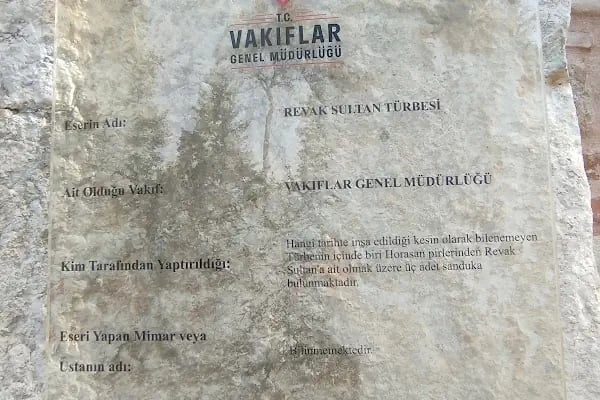 T.C.
VAKIFLAR
GENEL MÜDÜRLÜĞÜ
Eserin Adı: REVAK SULTAN TÜRBESİ
Ait Olduğu Vakıf: VAKIFLAR GENEL MÜDÜRLÜĞÜ
Kim Tarafından Yaptırıldığı:
Hangi tarihte inşa edildiği kesin olarak bilenemeyen
Türbenin içinde biri Horasan pirlerinden Revak
Sultan'a ait olmak üzere üç adet sanduka
bulunmaktadır.
Eseri Yapan Mimar veya
Ustanın adı:
Bilinmemektedir.